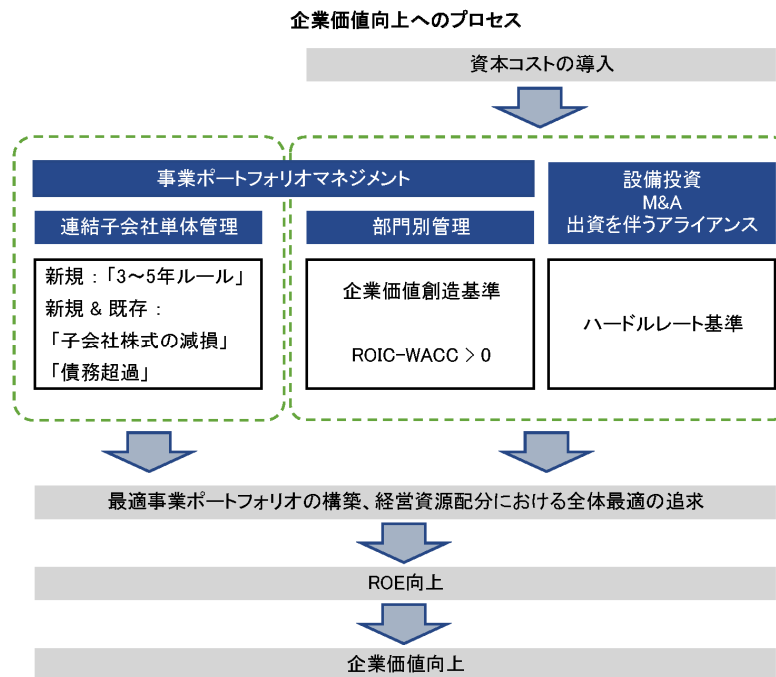 企業価値向上へのプロセス
資本コストの導入
事業ポートフォリオマネジメント
設備投資
M&A
出資を伴うアライアンス
連結子会社単体管理
部門別管理
新規：「3～5年ルール」
新規 & 既存：
「子会社株式の減損」
「債務超過」
企業価値創造基準
ROIC-WACC > 0
ハードルレート基準
最適事業ポートフォリオの構築、経営資源配分における全体最適の追求
ROE向上
企業価値向上